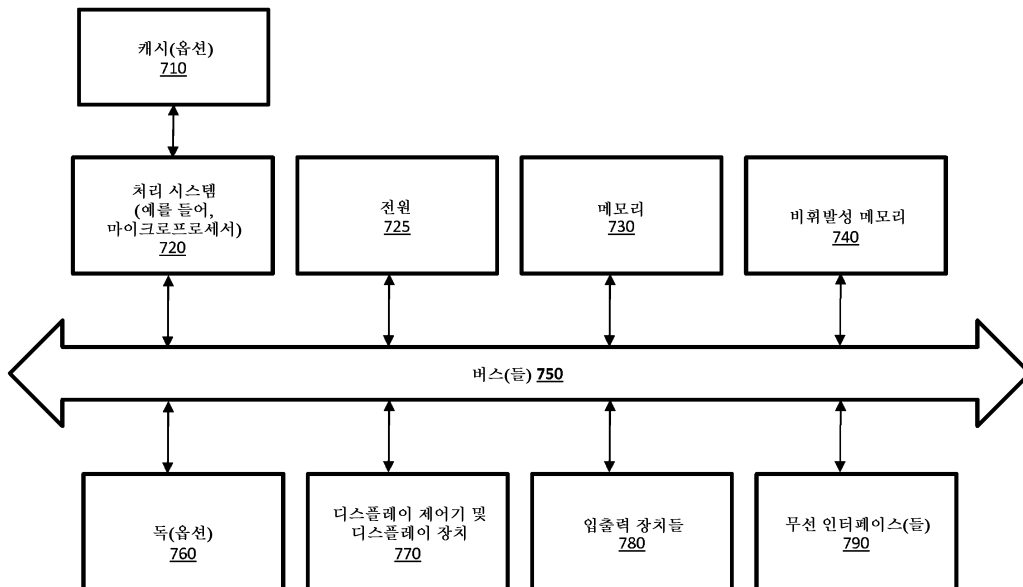 캐시(옵션)
710
처리 시스템
(예를 들어,
마이크로프로세서)
720
전원
725
메모리
730
비휘발성 메모리
740
버스(들) 750
독(옵션)
760
디스플레이 제어기 및
디스플레이 장치
770
입출력 장치들
780
무선 인터페이스(들)
790